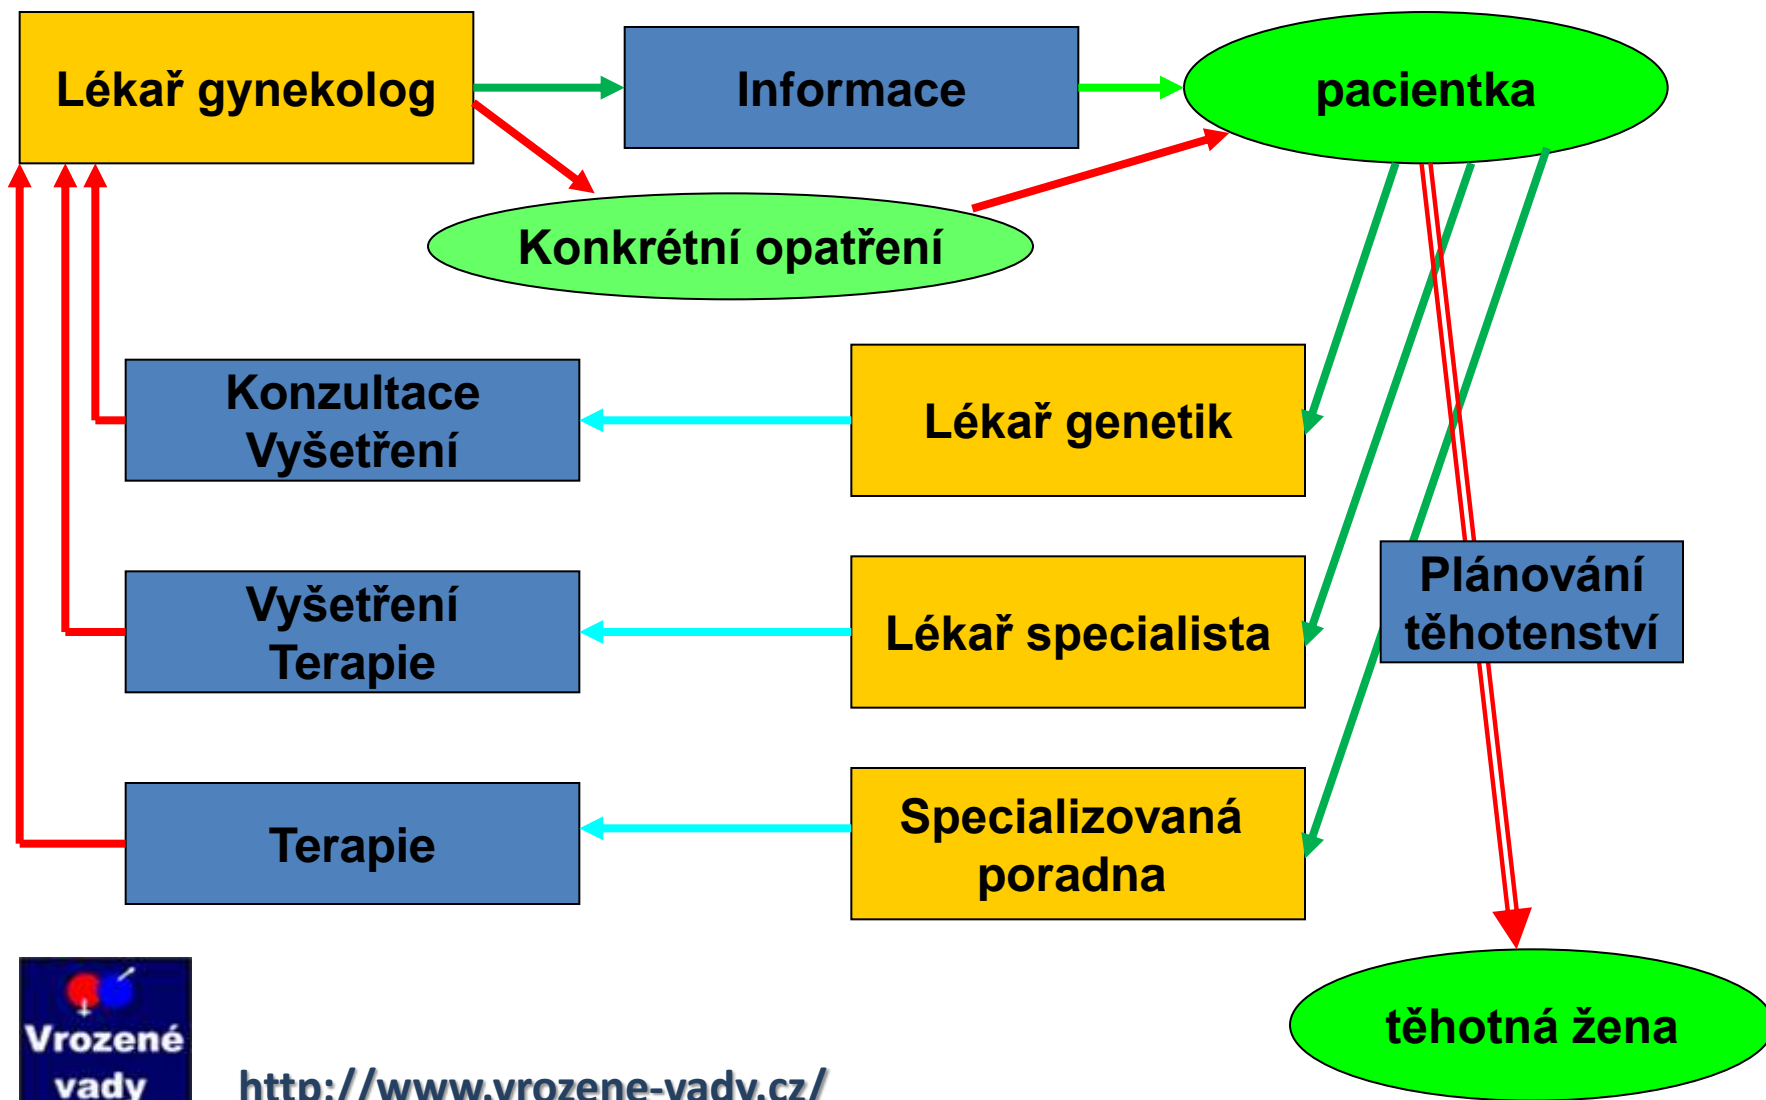 Lékař gynekolog
Informace
pacientka
Konkrétní opatření
Konzultace
Vyšetření
Lékař genetik
Vyšetření
Terapie
Lékař specialista
Plánování
těhotenství
Terapie
Specializovaná
poradna
těhotná žena
Vrozené
vady
http://www.vrozene-vady.cz/